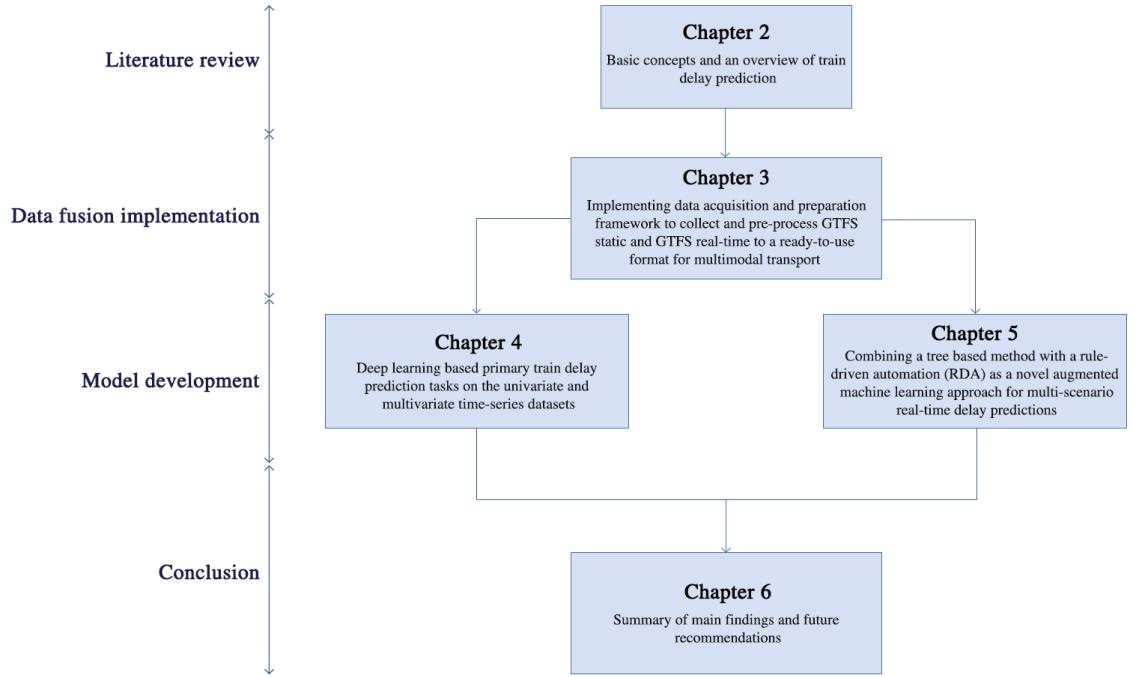 Literature review
Chapter 2
Basic concepts and an overview of train
delay prediction
Data fusion implementation
Chapter 3
Implementing data acquisition and preparation
framework to collect and pre-process GTFS
static and GTFS real-time to a ready-to-use
format for multimodal transport
Model development
Chapter 4
Deep learning based primary train delay
prediction tasks on the univariate and
multivariate time-series datasets
Chapter 5
Combining a tree based method with a rule-
driven automation (RDA) as a novel augmented
machine learning approach for multi-scenario
real-time delay predictions
Conclusion
Chapter 6
Summary of main findings and future
recommendations